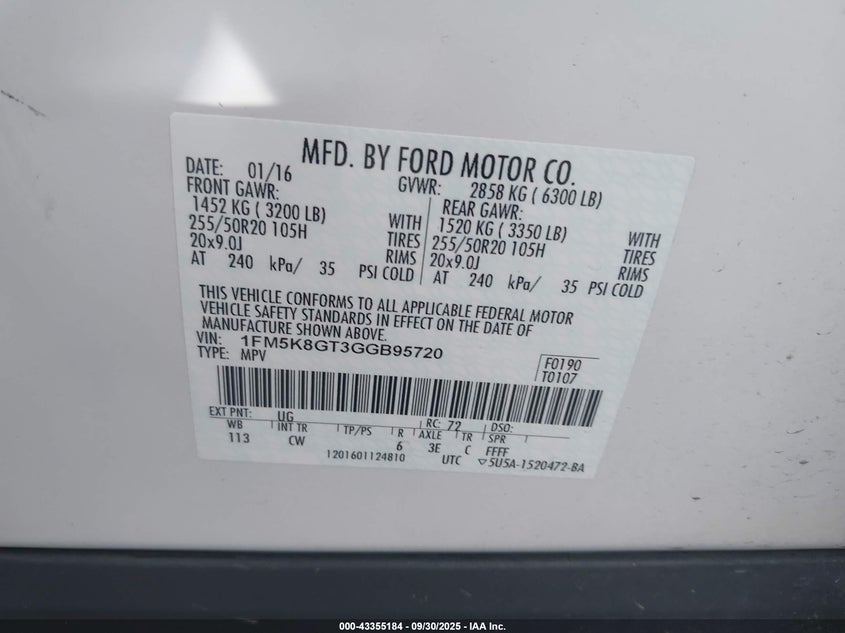 MFD. BY FORD MOTOR CO.
DATE: 01/16 GVWR: 2858 KG ( 6300 LB)
FRONT GAWR: REAR GAWR:
1452 KG ( 3200 LB) WITH 1520 KG ( 3350 LB) WITH
255/50R20 105H TIRES 255/50R20 105H TIRES
20x9.0J RIMS 20x9.0J RIMS
AT 240 kPa/ 35 PSI COLD AT 240 kPa/ 35 PSI COLD
THIS VEHICLE CONFORMS TO ALL APPLICABLE FEDERAL MOTOR
VEHICLE SAFETY STANDARDS IN EFFECT ON THE DATE OF
MANUFACTURE SHOWN ABOVE.
VIN: 1FM5K8GT3GGB95720
TYPE: MPV
F0190
T0107
EXT PNT: UG RC: 72 DSO:
WB INT TR TP/PS R AXLE TR SPR
113 CW 6 3E C FFFF
1201601124810 UTC ▽5U5A-1520472-BA
000-43355184 - 09/30/2025 - IAA Inc.